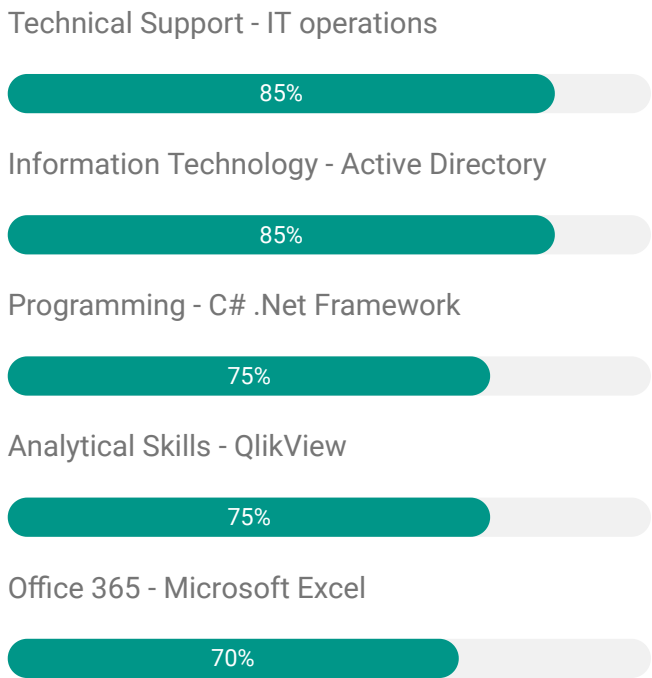 Technical Support - IT operations
85%
Information Technology - Active Directory
85%
Programming - C# .Net Framework
75%
Analytical Skills - QlikView
75%
Office 365 - Microsoft Excel
70%